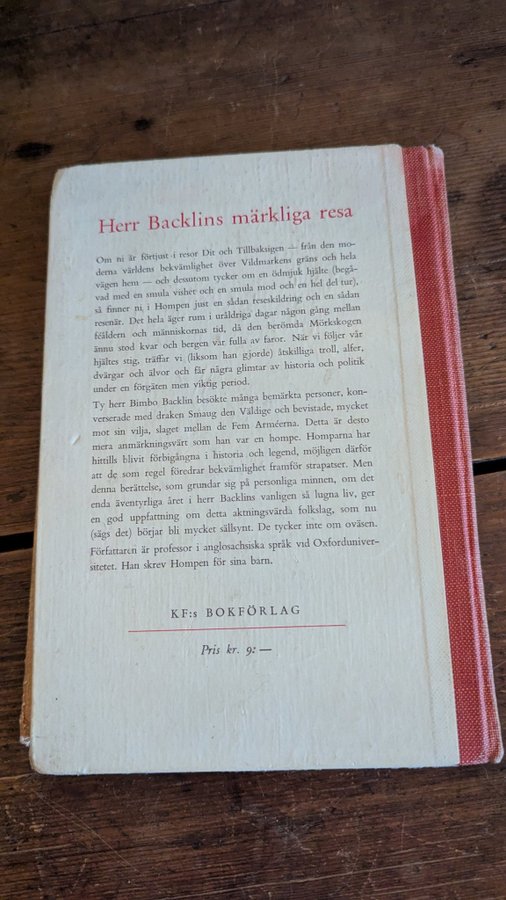 Herr Backlins märkliga resa
Om ni är förtjust i resor Dit och Tillbaksigen — från den mo-
derna världens bekvämlighet över Vildmarkens gräns och hela
vägen hem — och dessutom tycker om en ödmjuk hjälte (begå-
vad med en smula vishet och en smula mod och en hel del tur),
så finner ni i Hompen just en sådan reseskildring och en sådan
resenär. Det hela äger rum i uråldriga dagar någon gång mellan
féåldern och människornas tid, då den berömda Mörkskogen
ännu stod kvar och bergen var fulla av faror. När vi följer vår
hjältes stig, träffar vi (liksom han gjorde) åtskilliga troll, alfer,
dvärgar och älvor och får några glimtar av historia och politik
under en förgäten men viktig period.
Ty herr Bimbo Backlin besökte många bemärkta personer, kon-
verserade med draken Smaug den Väldige och bevistade, mycket
mot sin vilja, slaget mellan de Fem Arméerna. Detta är desto
mera anmärkningsvärt som han var en hompe. Homparna har
hittills blivit förbigångna i historia och legend, möjligen därför
att de som regel föredrar bekvämlighet framför strapatser. Men
denna berättelse, som grundar sig på personliga minnen, om det
enda äventyrliga året i herr Backlins vanligen så lugna liv, ger
en god uppfattning om detta aktningsvärda folkslag, som nu
(sägs det) börjar bli mycket sällsynt. De tycker inte om oväsen.
Författaren är professor i anglosachsiska språk vid Oxforduniver-
sitetet. Han skrev Hompen för sina barn.
KF:s BOKFÖRLAG
Pris kr. 9: —